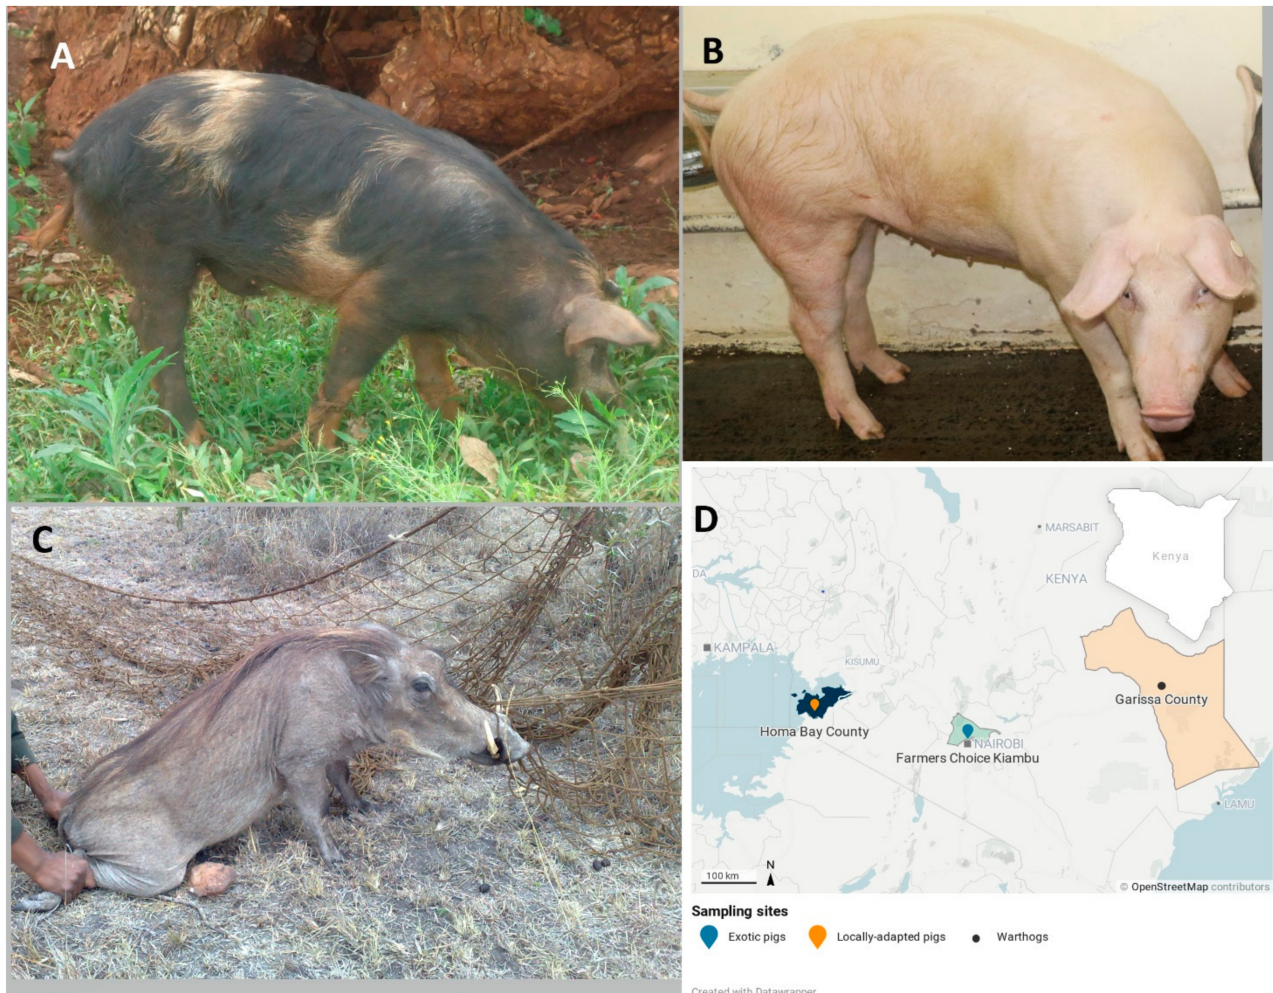 A
B
C
D
MARSABIT
Kenya
DA
KENYA
KAMPALA
KISUMU
Garissa County
Homa Bay County
NAIROBI
Farmers Choice Kiambu
LAMU
100 km
N
© OpenStreetMap contributors
Sampling sites
Exotic pigs
Locally-adapted pigs
Warthogs
Created with Datawrapper